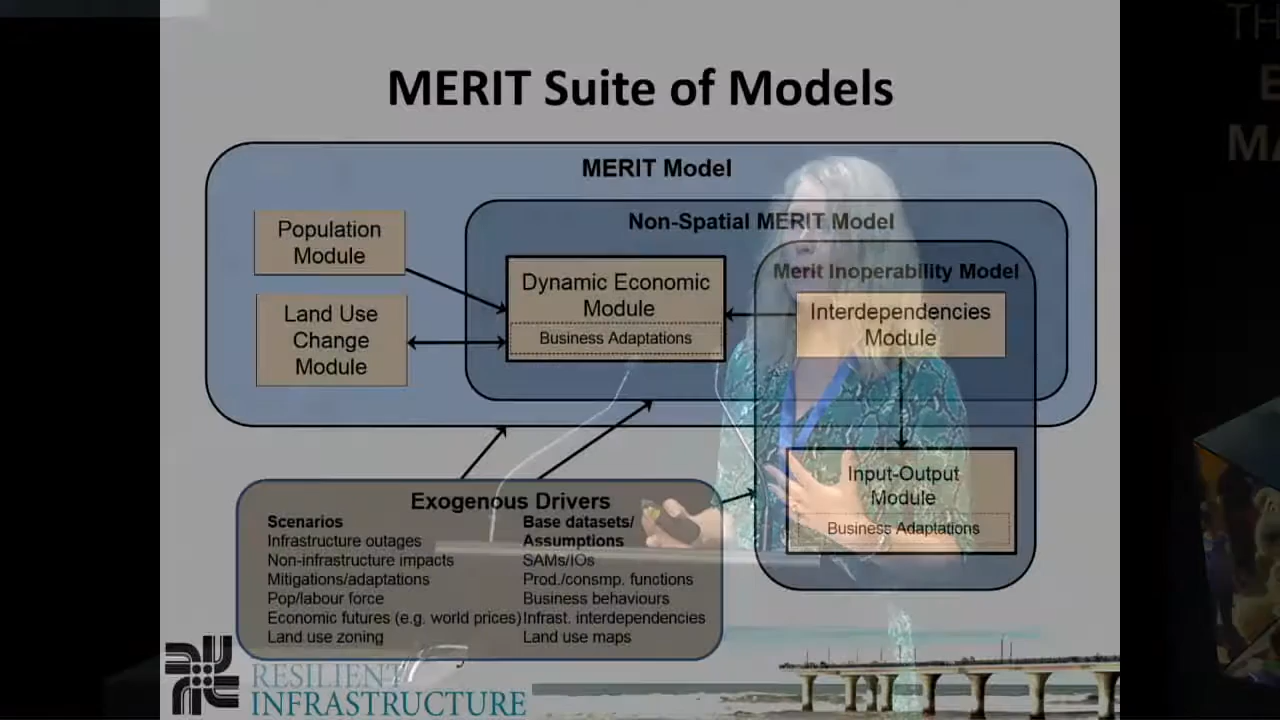 MERIT Suite of Models
MERIT Model
Non-Spatial MERIT Model
Merit Inoperability Model
Population
Module
Land Use
Change
Module
Dynamic Economic
Module
Business Adaptations
Interdependencies
Module
Input-Output
Module
Business Adaptations
Exogenous Drivers
Scenarios
Infrastructure outages
Non-infrastructure impacts
Mitigations/adaptations
Pop/labour force
Economic futures (e.g. world prices)
Land use zoning
Base datasets/
Assumptions
SAMs/IOs
Prod./consmp. functions
Business behaviours
Infrast. interdependencies
Land use maps
RESILIENT
INFRASTRUCTURE